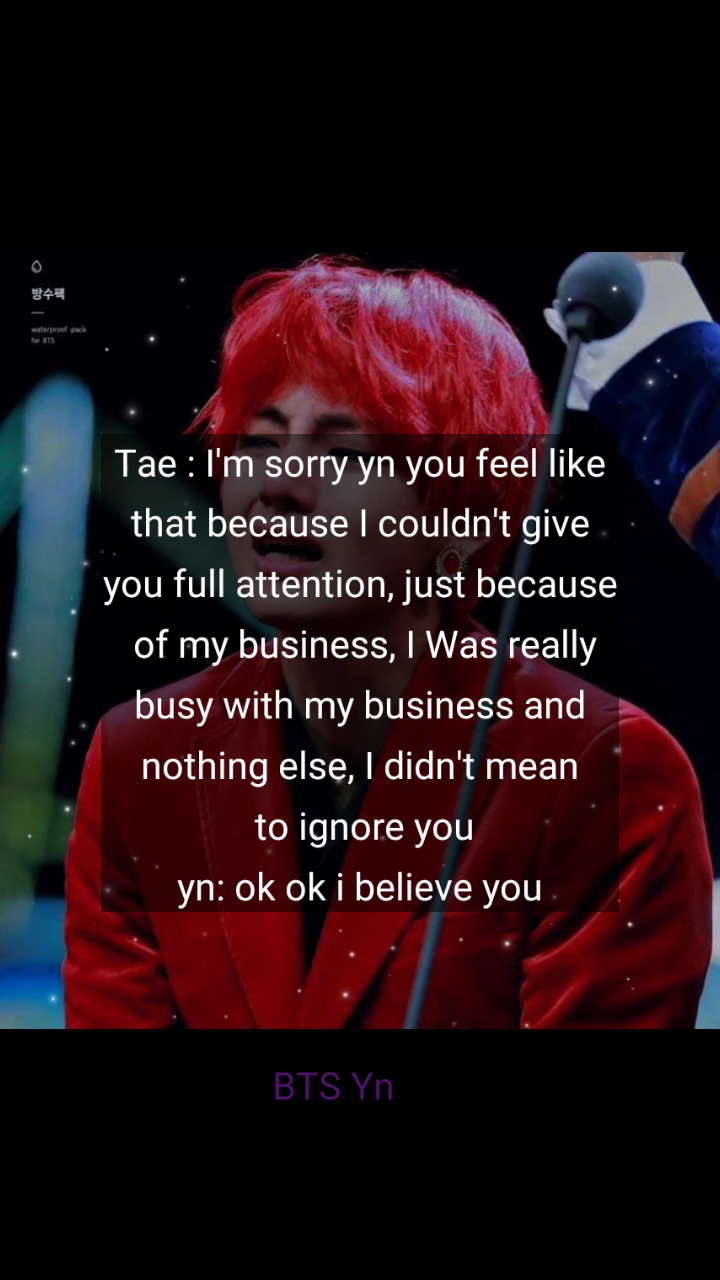 방수팩
waterproof pack
for BTS
Tae : I'm sorry yn you feel like
that because I couldn't give
you full attention, just because
of my business, I Was really
busy with my business and
nothing else, I didn't mean
to ignore you
yn: ok ok i believe you
BTS Yn